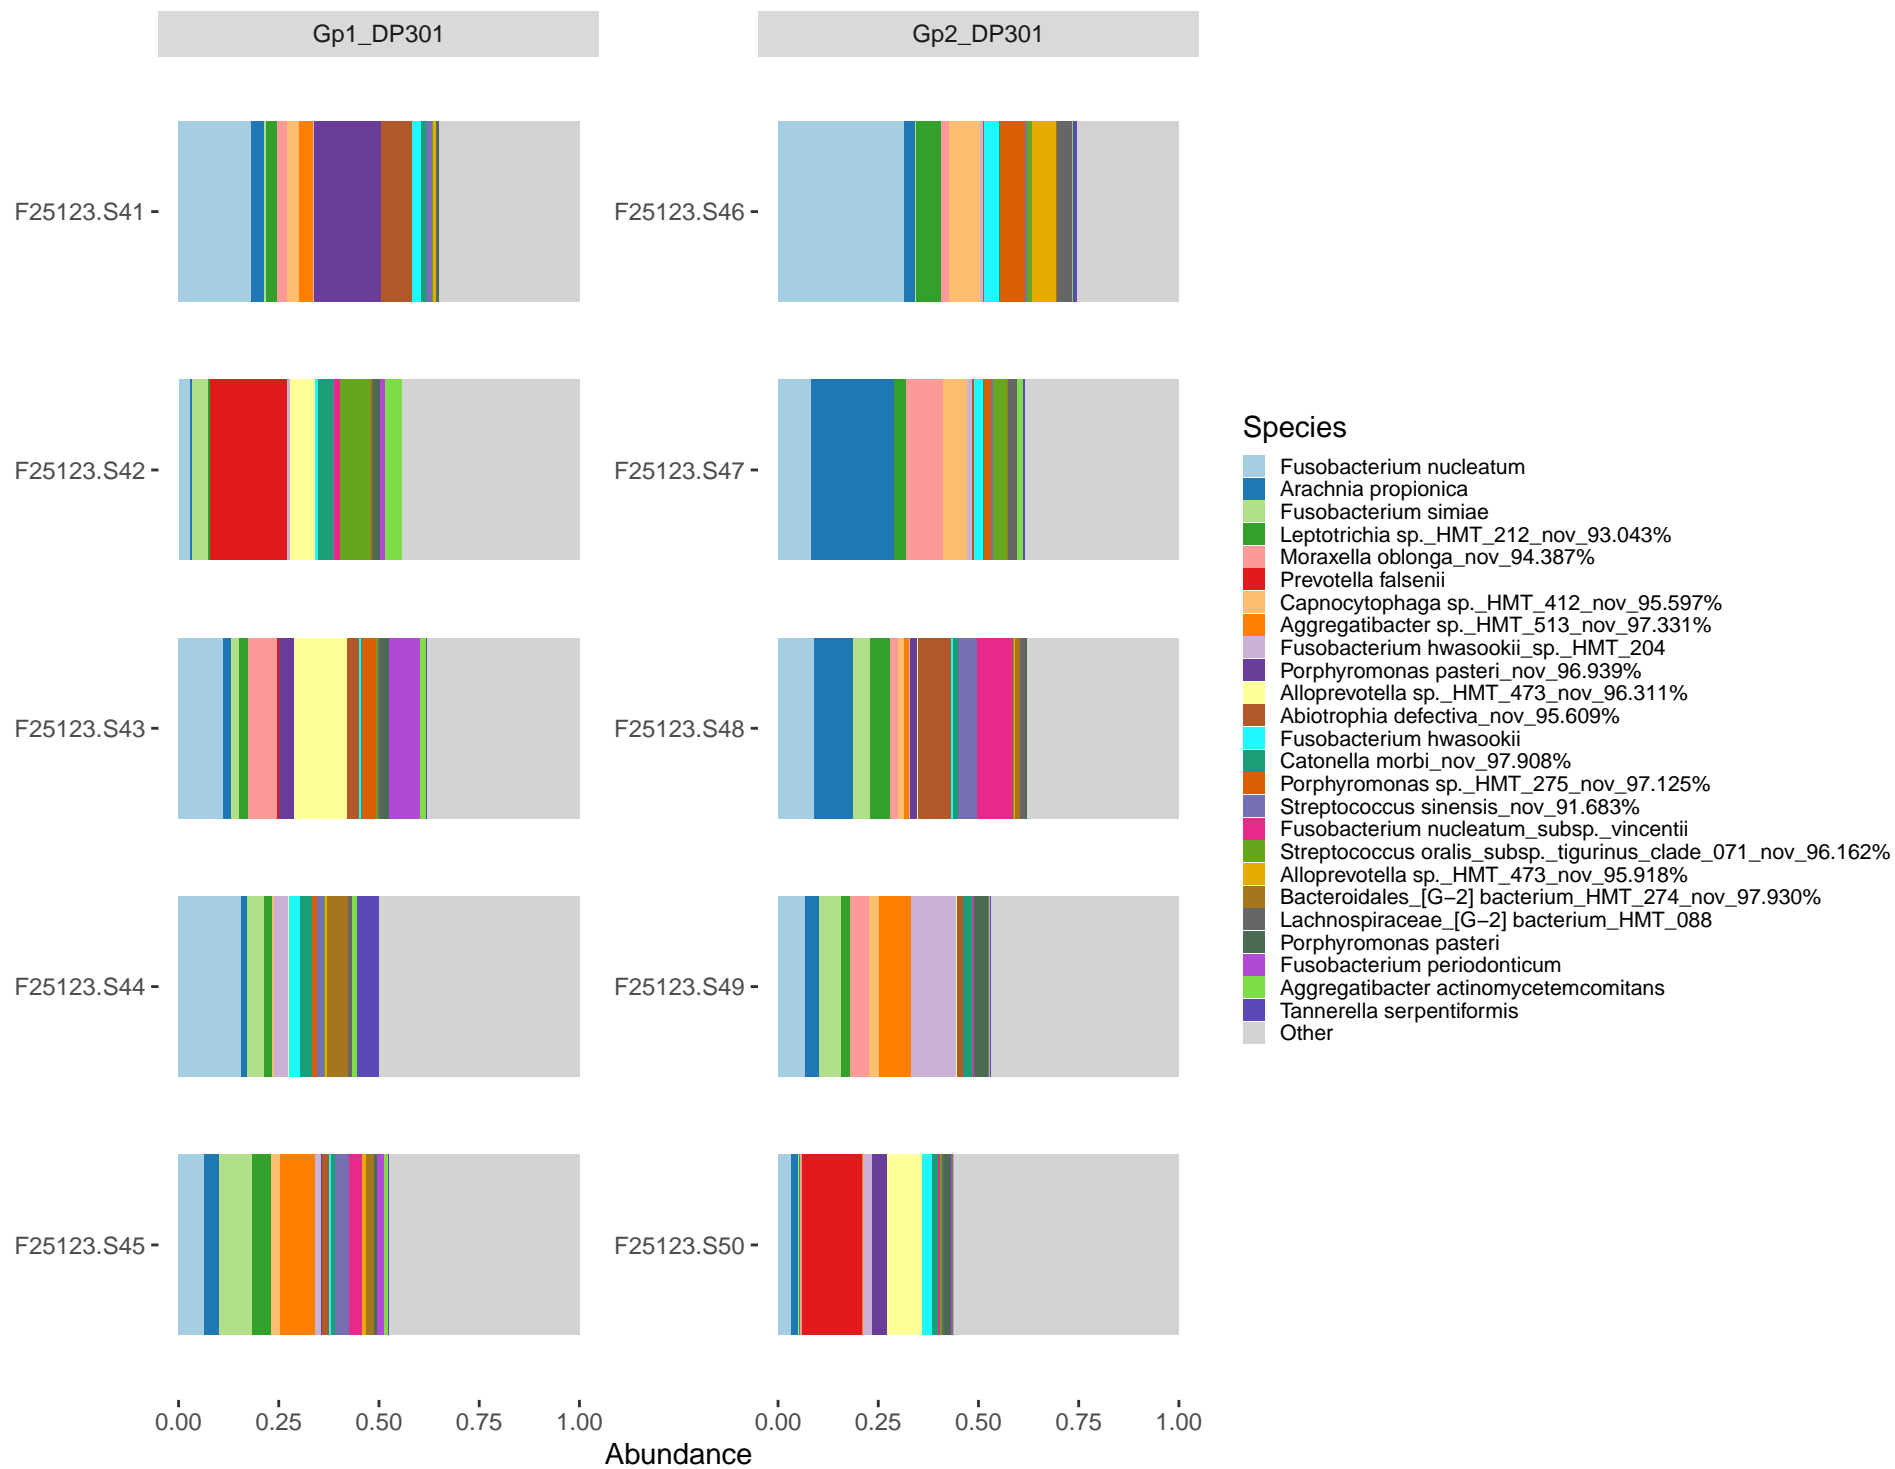 Gp1_DP301
Gp2_DP301
F25123.S41
F25123.S46
F25123.S42
F25123.S47
F25123.S43
F25123.S48
F25123.S44
F25123.S49
F25123.S45
F25123.S50
0.00 0.25 0.50 0.75 1.00
0.00 0.25 0.50 0.75 1.00
Abundance
Species
Fusobacterium nucleatum
Arachnia propionica
Fusobacterium simiae
Leptotrichia sp._HMT_212_nov_93.043%
Moraxella oblonga_nov_94.387%
Prevotella falsenii
Capnocytophaga sp._HMT_412_nov_95.597%
Aggregatibacter sp._HMT_513_nov_97.331%
Fusobacterium hwasookii_sp._HMT_204
Porphyromonas pasteri_nov_96.939%
Alloprevotella sp._HMT_473_nov_96.311%
Abiotrophia defectiva_nov_95.609%
Fusobacterium hwasookii
Catonella morbi_nov_97.908%
Porphyromonas sp._HMT_275_nov_97.125%
Streptococcus sinensis_nov_91.683%
Fusobacterium nucleatum_subsp._vincentii
Streptococcus oralis_subsp._tigurinus_clade_071_nov_96.162%
Alloprevotella sp._HMT_473_nov_95.918%
Bacteroidales_[G−2] bacterium_HMT_274_nov_97.930%
Lachnospiraceae_[G−2] bacterium_HMT_088
Porphyromonas pasteri
Fusobacterium periodonticum
Aggregatibacter actinomycetemcomitans
Tannerella serpentiformis
Other